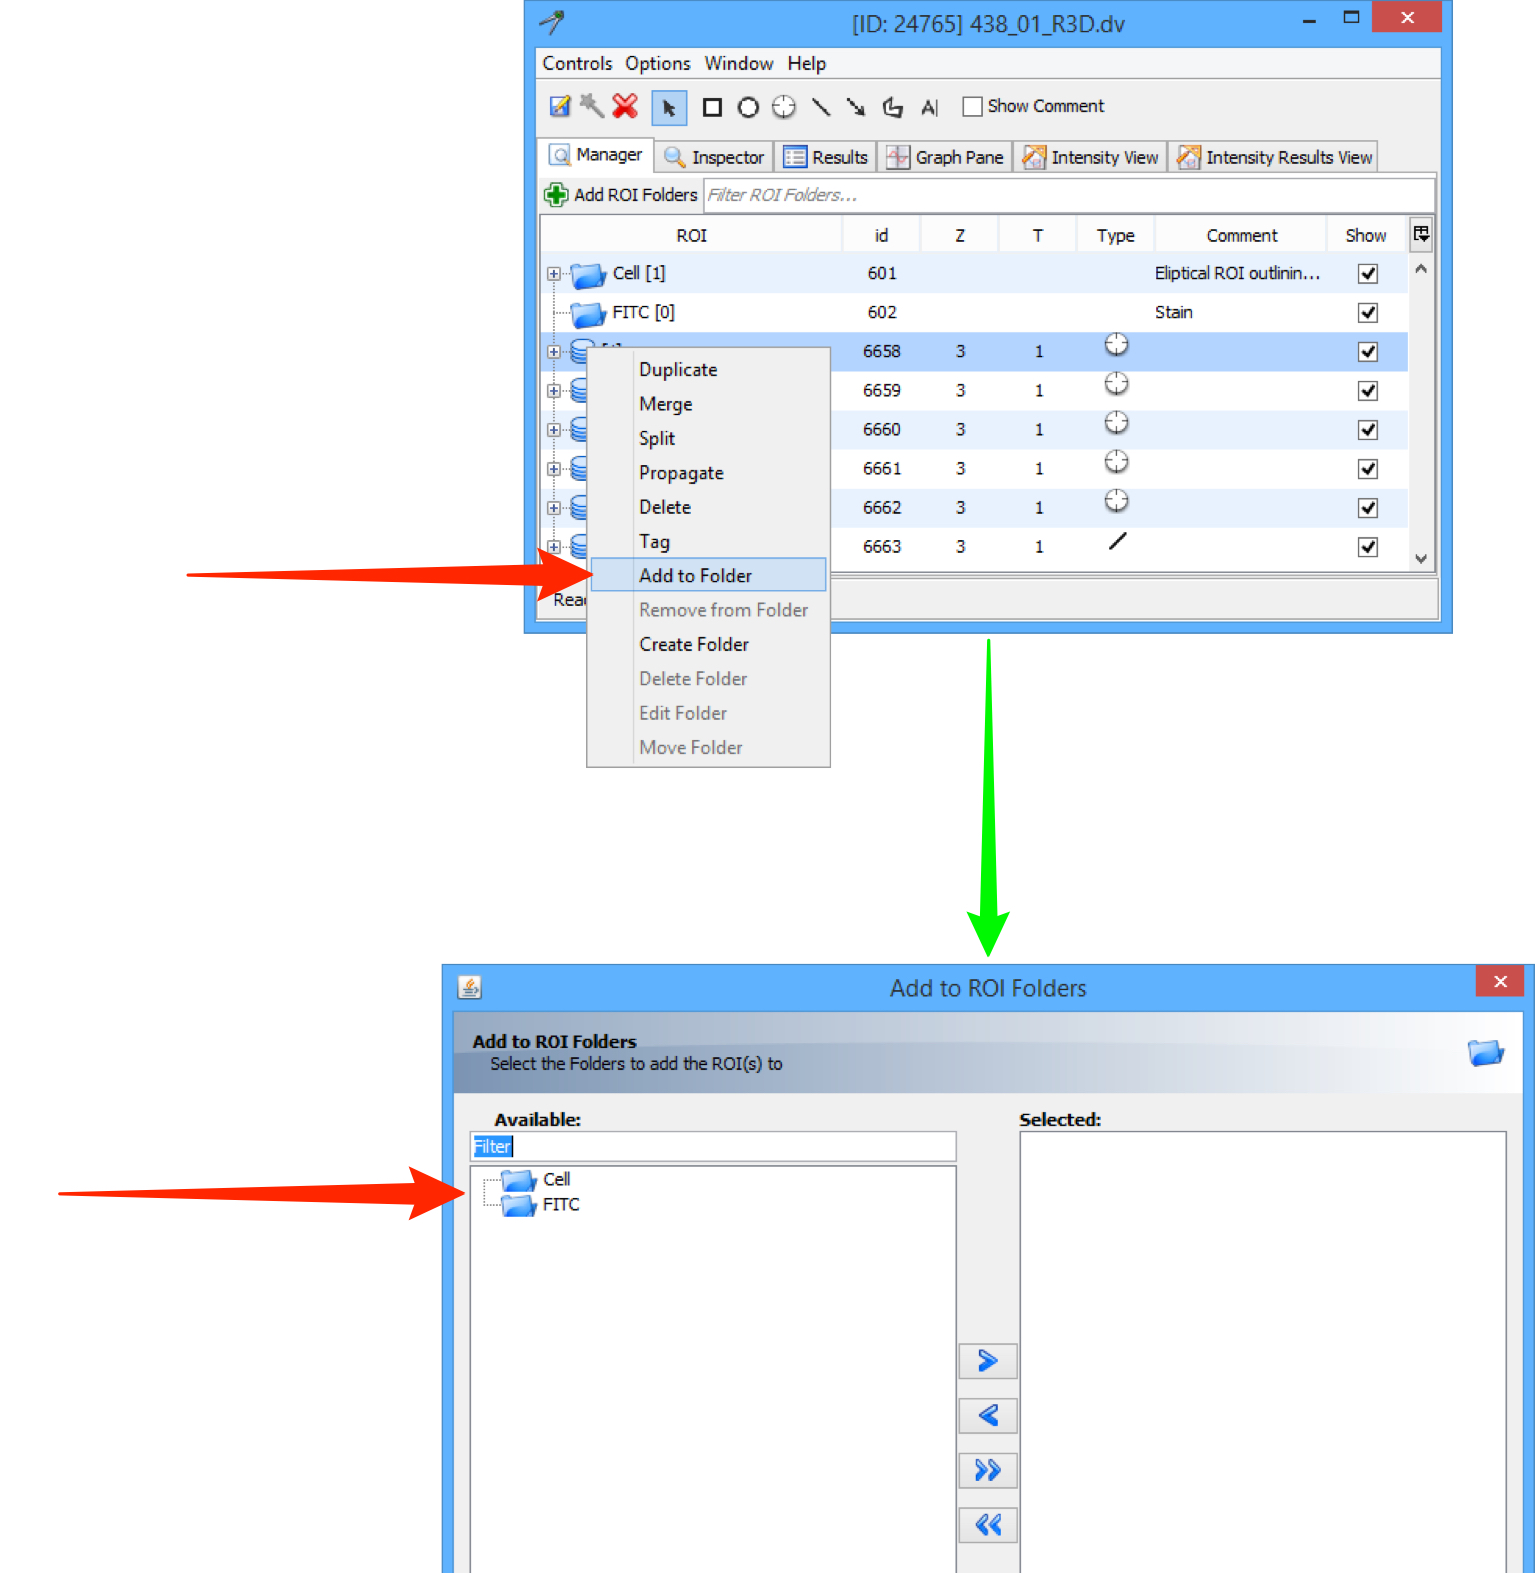 [ID: 24765] 438_01_R3D.dv
Controls Options Window Help
A| Show Comment
Manager Inspector Results Graph Pane Intensity View Intensity Results View
Add ROI Folders Filter ROI Folders...
ROI id Z T Type Comment Show
Cell [1] 601 Eliptical ROI outlinin...
FITC [0] 602 Stain
6658 3 1
6659 3 1
6660 3 1
6661 3 1
6662 3 1
6663 3 1
Duplicate
Merge
Split
Propagate
Delete
Tag
Add to Folder
Remove from Folder
Create Folder
Delete Folder
Edit Folder
Move Folder
Add to ROI Folders
Add to ROI Folders
Select the Folders to add the ROI(s) to
Available: Selected:
Filter
Cell
FITC